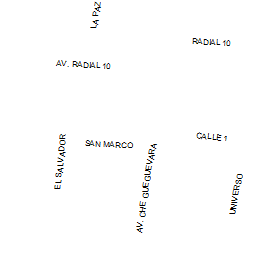 LA PAZ
RADIAL 10
AV. RADIAL 10
CALLE 1
SAN MARCO
EL SALVADOR
AV. CHE GUEGUEVARA
UNIVERSO